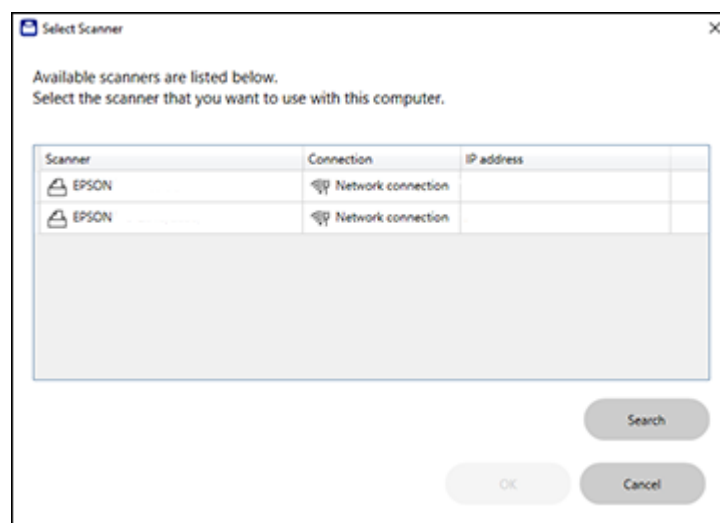 Select Scanner
Available scanners are listed below.
Select the scanner that you want to use with this computer.
Scanner Connection IP address
EPSON Network connection
EPSON Network connection
Search
OK Cancel